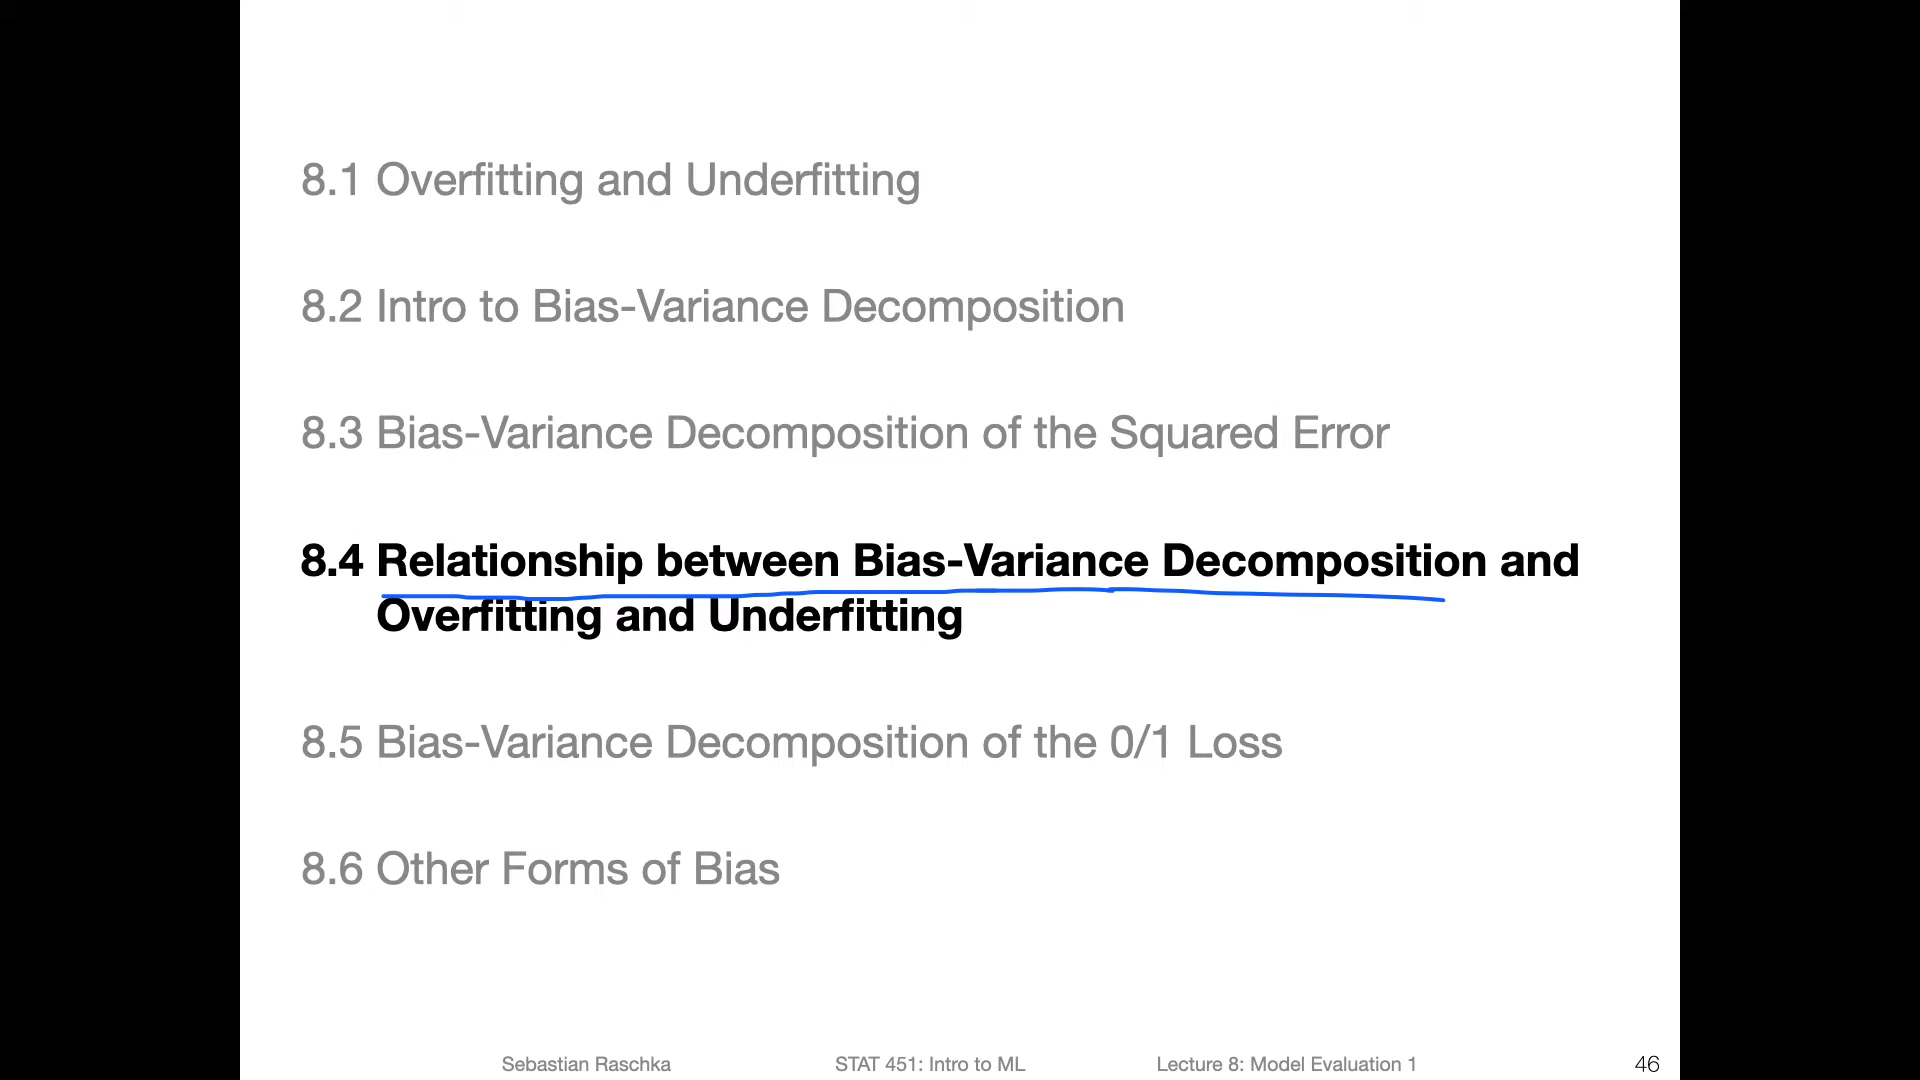 8.1 Overfitting and Underfitting
8.2 Intro to Bias-Variance Decomposition
8.3 Bias-Variance Decomposition of the Squared Error
8.4 Relationship between Bias-Variance Decomposition and
Overfitting and Underfitting
8.5 Bias-Variance Decomposition of the 0/1 Loss
8.6 Other Forms of Bias
Sebastian Raschka STAT 451: Intro to ML Lecture 8: Model Evaluation 1 46